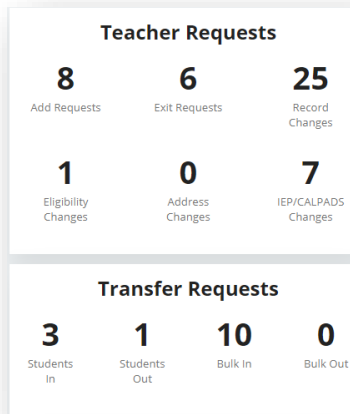 Teacher Requests
8 6 25
Add Requests Exit Requests Record
Changes
1 0 7
Eligibility Address IEP/CALPADS
Changes Changes Changes
Transfer Requests
3 1 10 0
Students Students Bulk In Bulk Out
In Out